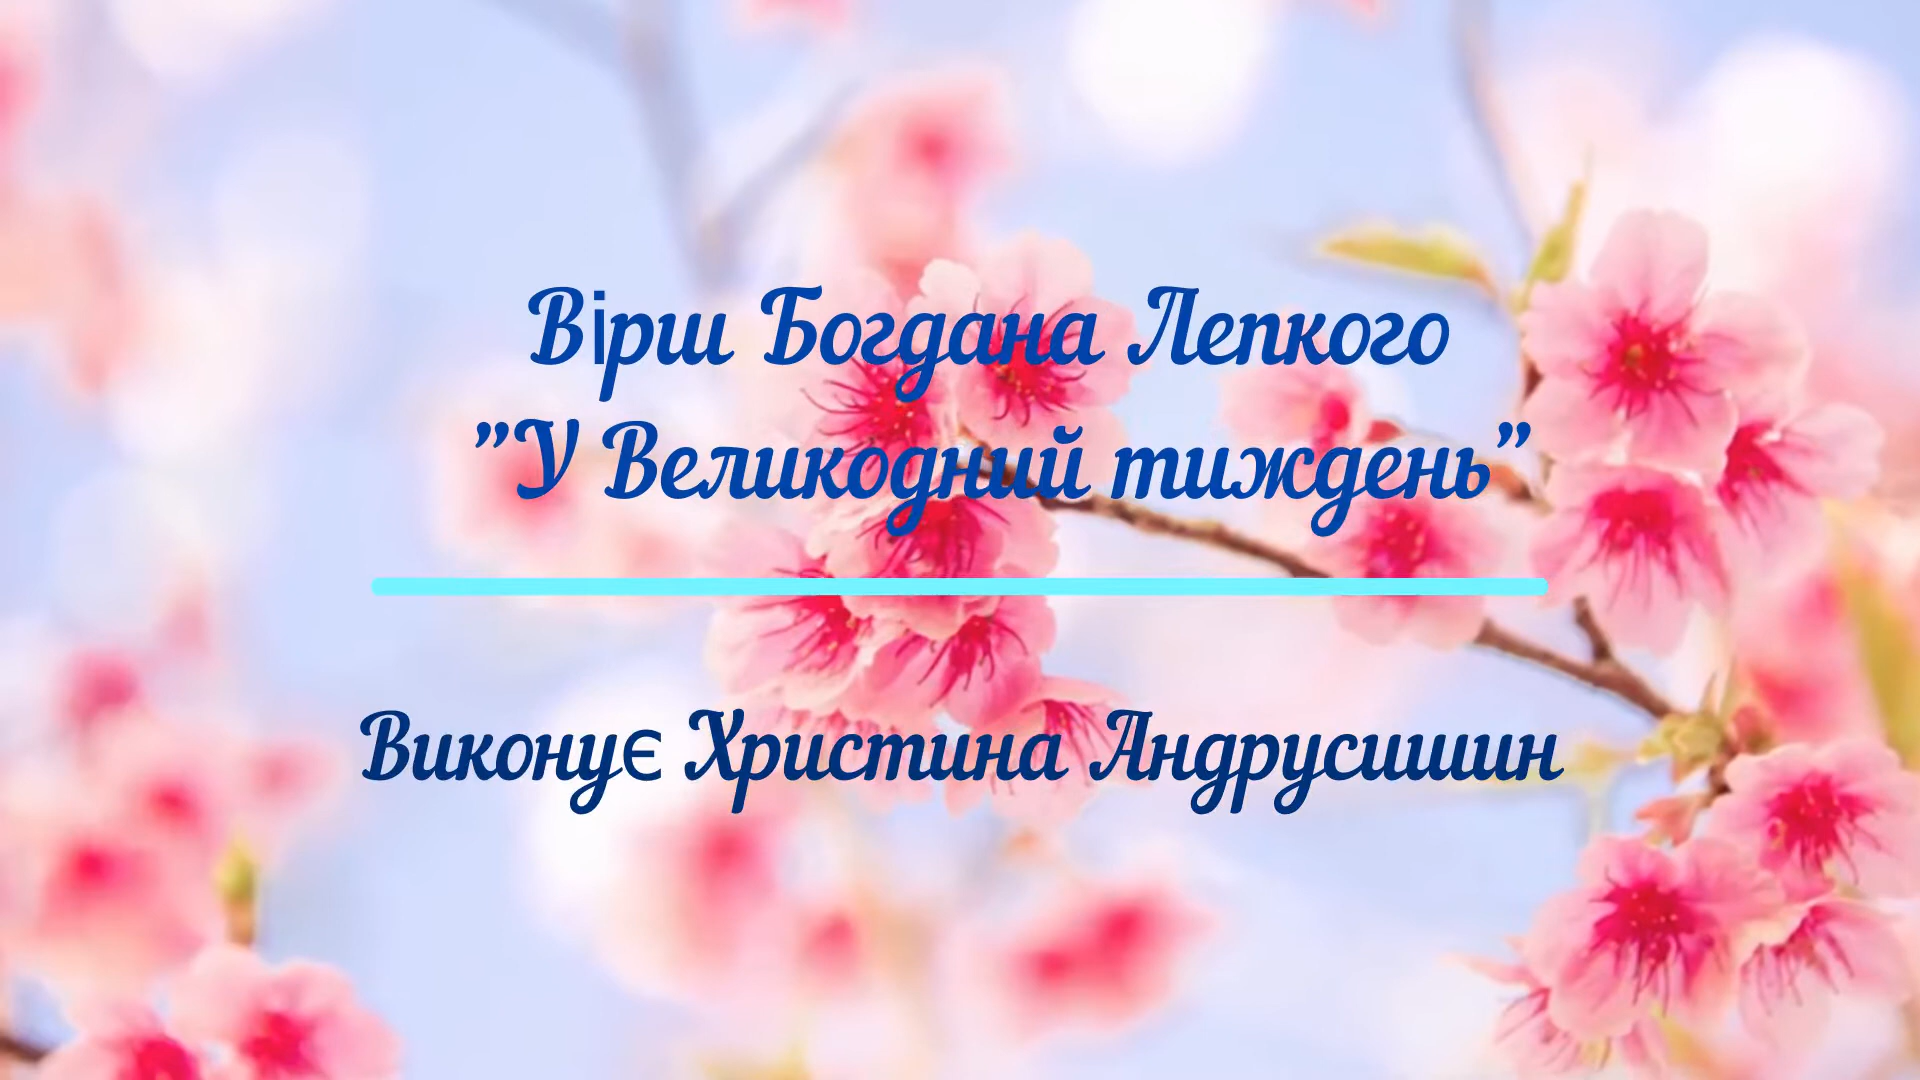 Вірш Богдана Лепкого
”У Великодний тиждень”
Виконує Христина Андрусишин